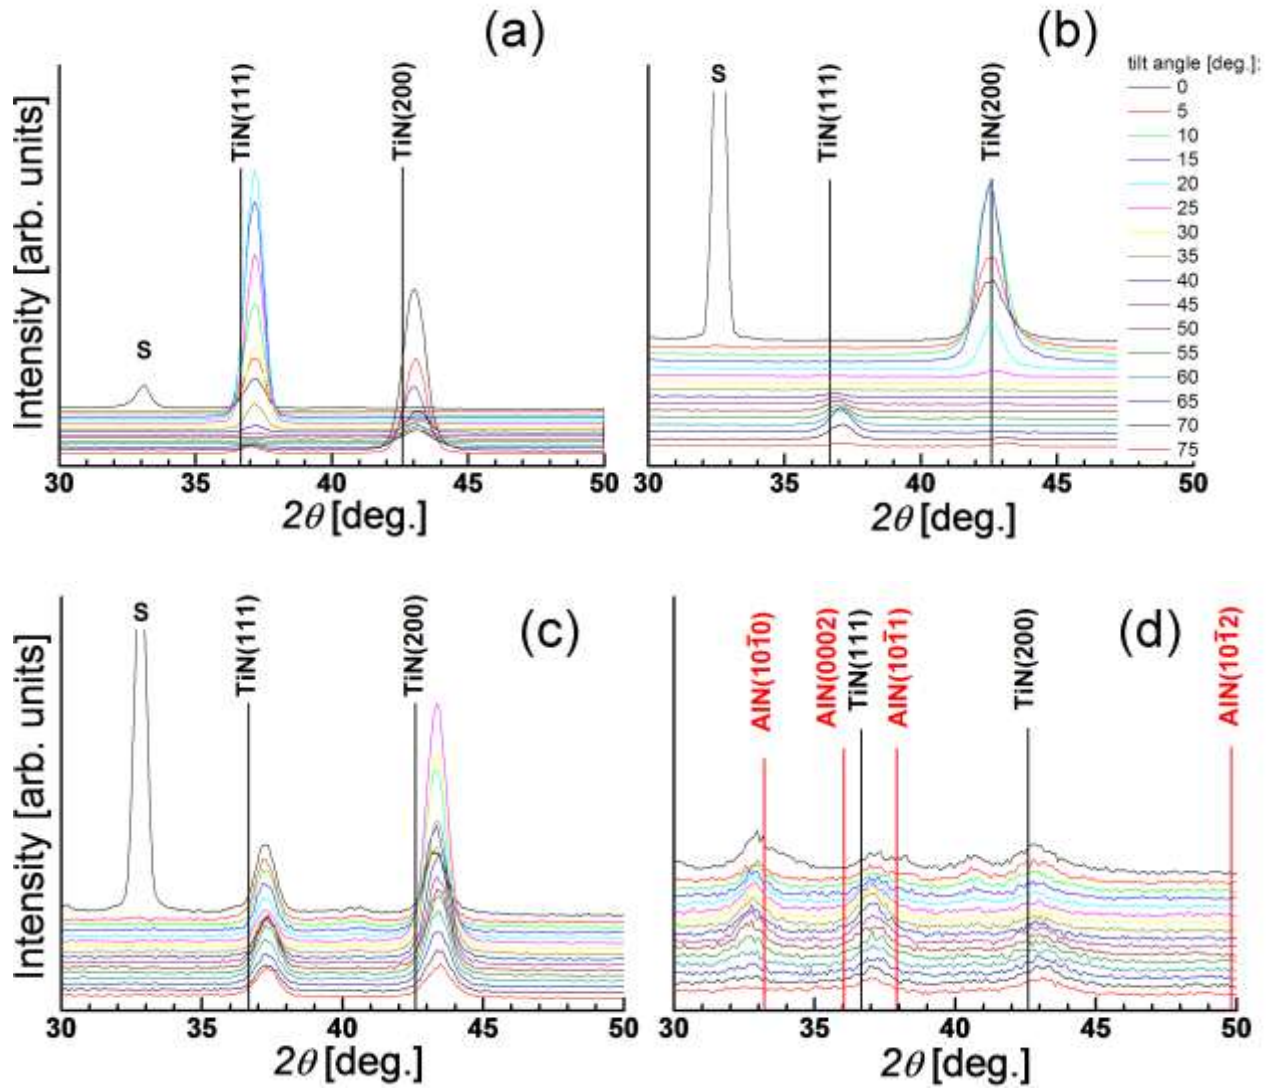 (a)
Intensity [arb. units]
S
TiN(111)
TiN(200)
30 35 40 45 50
2θ [deg.]
(b)
S
TiN(111)
TiN(200)
30 35 40 45 50
2θ [deg.]
tilt angle [deg.]:
0
5
10
15
20
25
30
35
40
45
50
55
60
65
70
75
(c)
Intensity [arb. units]
S
TiN(111)
TiN(200)
30 35 40 45 50
2θ [deg.]
(d)
AlN(101̄0)
AlN(0002)
TiN(111)
AlN(101̄1)
TiN(200)
AlN(101̄2)
30 35 40 45 50
2θ [deg.]